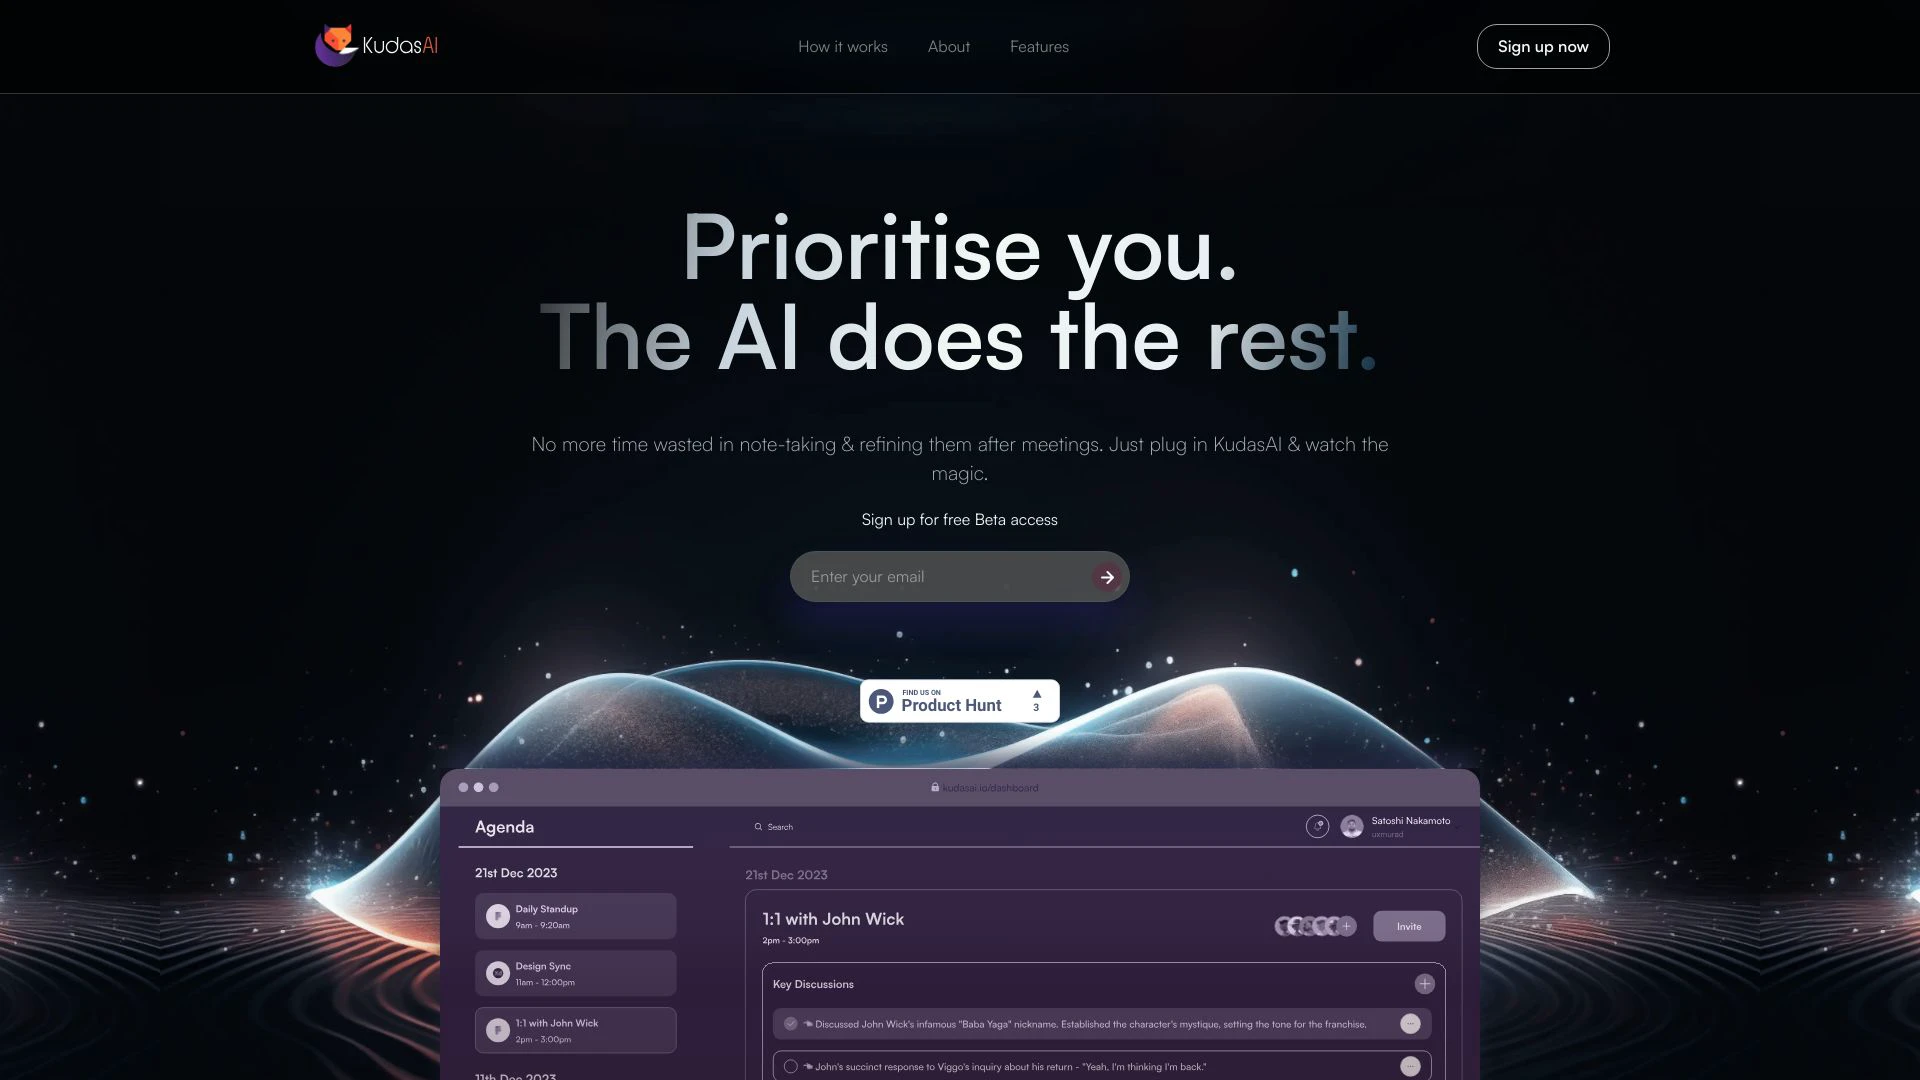 KudasAI
How it works
About
Features
Sign up now
Prioritise you.
The AI does the rest.
No more time wasted in note-taking & refining them after meetings. Just plug in KudasAI & watch the
magic.
Sign up for free Beta access
Enter your email
FIND US ON
Product Hunt
3
kudasai.io/dashboard
Agenda
Search
Satoshi Nakamoto
uxmurad
21st Dec 2023
21st Dec 2023
Daily Standup
9am - 9:20am
1:1 with John Wick
2pm - 3:00pm
Invite
Design Sync
11am - 12:00pm
Key Discussions
1:1 with John Wick
2pm - 3:00pm
Discussed John Wick's infamous "Baba Yaga" nickname. Established the character's mystique, setting the tone for the franchise.
John's succinct response to Viggo's inquiry about his return - "Yeah, I'm thinking I'm back."
11th Dec 2023